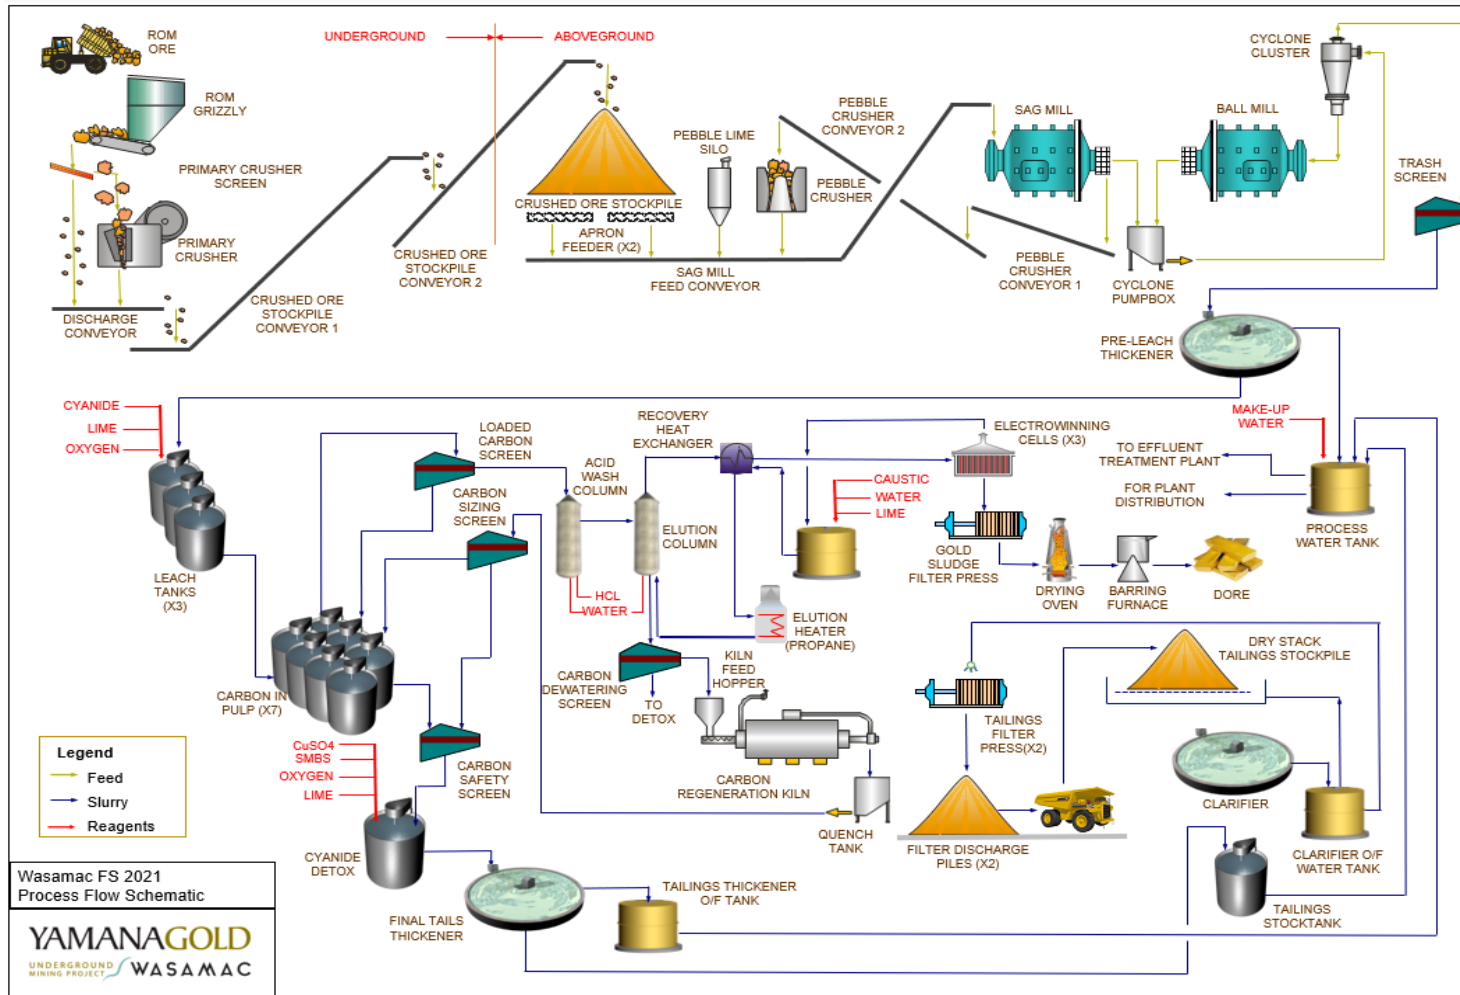 ROM
ORE
UNDERGROUND
ABOVEGROUND
CYCLONE
CLUSTER
ROM
GRIZZLY
PEBBLE
CRUSHER
CONVEYOR 2
SAG MILL
BALL MILL
PEBBLE LIME
SILO
TRASH
SCREEN
PRIMARY CRUSHER
SCREEN
PEBBLE
CRUSHER
CRUSHED ORE STOCKPILE
APRON
FEEDER (X2)
PRIMARY
CRUSHER
CRUSHED ORE
STOCKPILE
CONVEYOR 2
SAG MILL
FEED CONVEYOR
PEBBLE
CRUSHER
CONVEYOR 1
CYCLONE
PUMPBOX
CRUSHED ORE
STOCKPILE
CONVEYOR 1
DISCHARGE
CONVEYOR
PRE-LEACH
THICKENER
CYANIDE
LIME
OXYGEN
LOADED
CARBON
SCREEN
RECOVERY
HEAT
EXCHANGER
ELECTROWINNING
CELLS (X3)
MAKE-UP
WATER
ACID
WASH
COLUMN
TO EFFLUENT
TREATMENT PLANT
CARBON
SIZING
SCREEN
CAUSTIC
WATER
LIME
FOR PLANT
DISTRIBUTION
ELUTION
COLUMN
PROCESS
WATER TANK
GOLD
SLUDGE
FILTER PRESS
LEACH
TANKS
(X3)
HCL
WATER
DRYING
OVEN
BARRING
FURNACE
DORE
ELUTION
HEATER
(PROPANE)
DRY STACK
TAILINGS STOCKPILE
CARBON
DEWATERING
SCREEN
KILN
FEED
HOPPER
TO
DETOX
CARBON IN
PULP (X7)
TAILINGS
FILTER
PRESS(X2)
Legend
Feed
Slurry
Reagents
CuSO4
SMBS
OXYGEN
LIME
CARBON
SAFETY
SCREEN
CARBON
REGENERATION KILN
CLARIFIER
QUENCH
TANK
FILTER DISCHARGE
PILES (X2)
CLARIFIER O/F
WATER TANK
CYANIDE
DETOX
Wasamac FS 2021
Process Flow Schematic
TAILINGS THICKENER
O/F TANK
FINAL TAILS
THICKENER
TAILINGS
STOCKTANK
YAMANAGOLD
UNDERGROUND
MINING PROJECT
WASAMAC